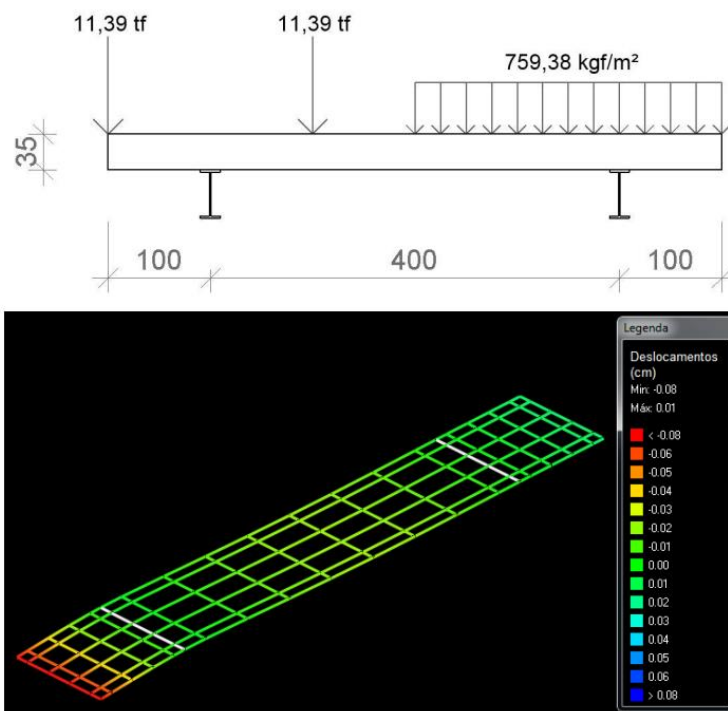 11,39 tf 11,39 tf
759,38 kgf/m²
35
100 400 100
Legenda
Deslocamentos
(cm)
Min: -0.08
Máx: 0.01
< -0.08
-0.06
-0.05
-0.04
-0.03
-0.02
-0.01
0.00
0.01
0.02
0.03
0.04
0.05
0.06
> 0.08